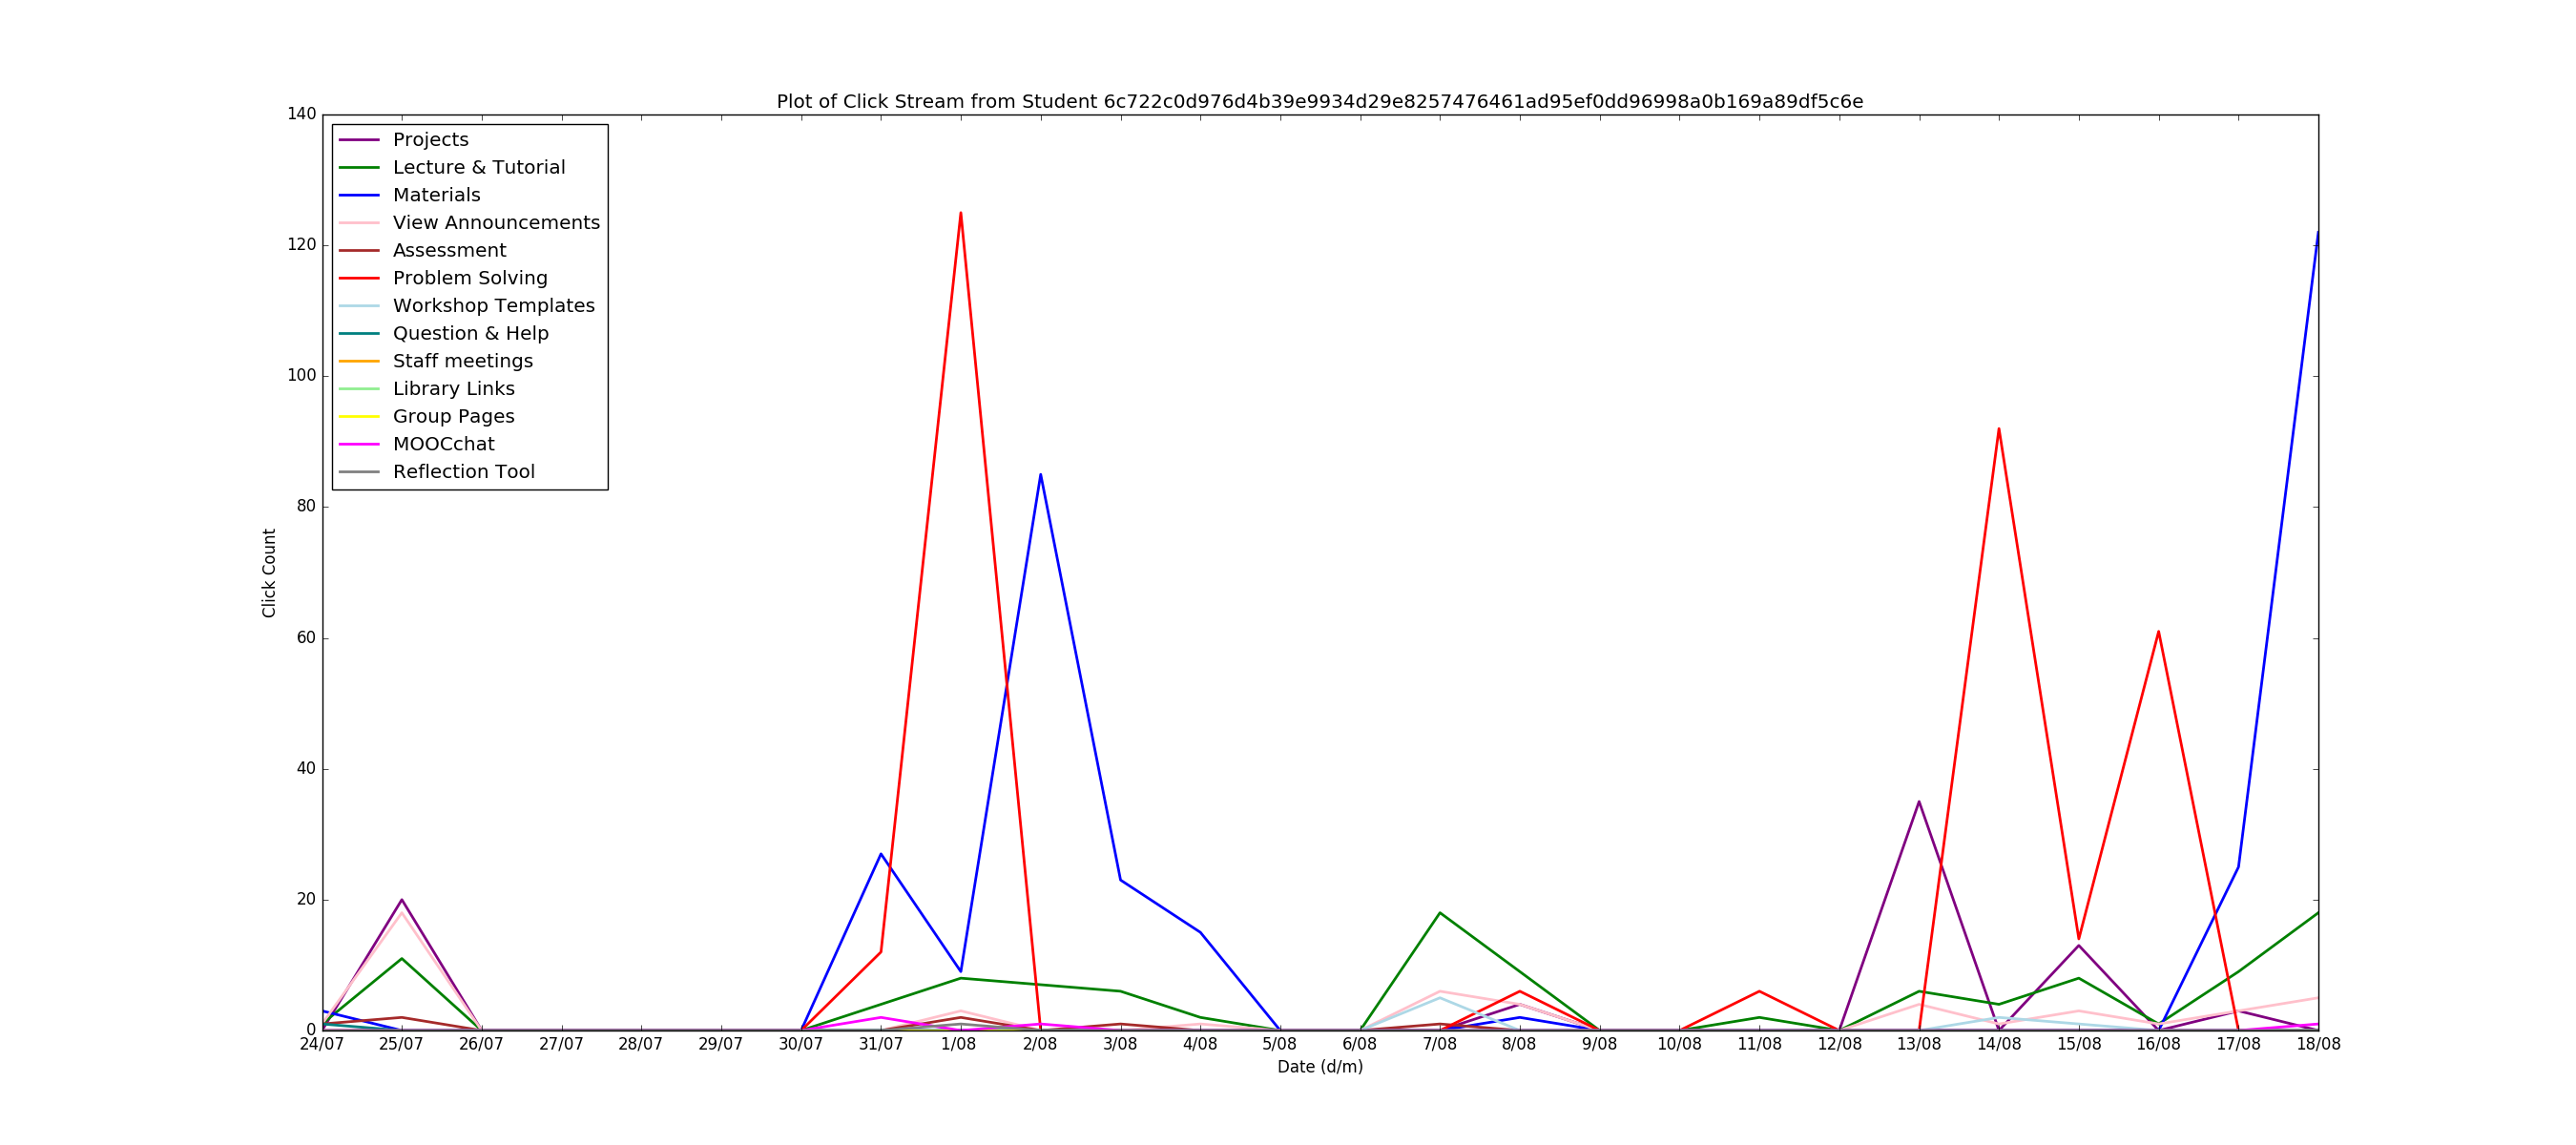 Plot of Click Stream from Student 6c722c0d976d4b39e9934d29e8257476461ad95ef0dd96998a0b169a89df5c6e
140
120
100
80
60
40
20
0
Click Count
Projects
Lecture & Tutorial
Materials
View Announcements
Assessment
Problem Solving
Workshop Templates
Question & Help
Staff meetings
Library Links
Group Pages
MOOCchat
Reflection Tool
24/07 25/07 26/07 27/07 28/07 29/07 30/07 31/07 1/08 2/08 3/08 4/08 5/08 6/08 7/08 8/08 9/08 10/08 11/08 12/08 13/08 14/08 15/08 16/08 17/08 18/08
Date (d/m)